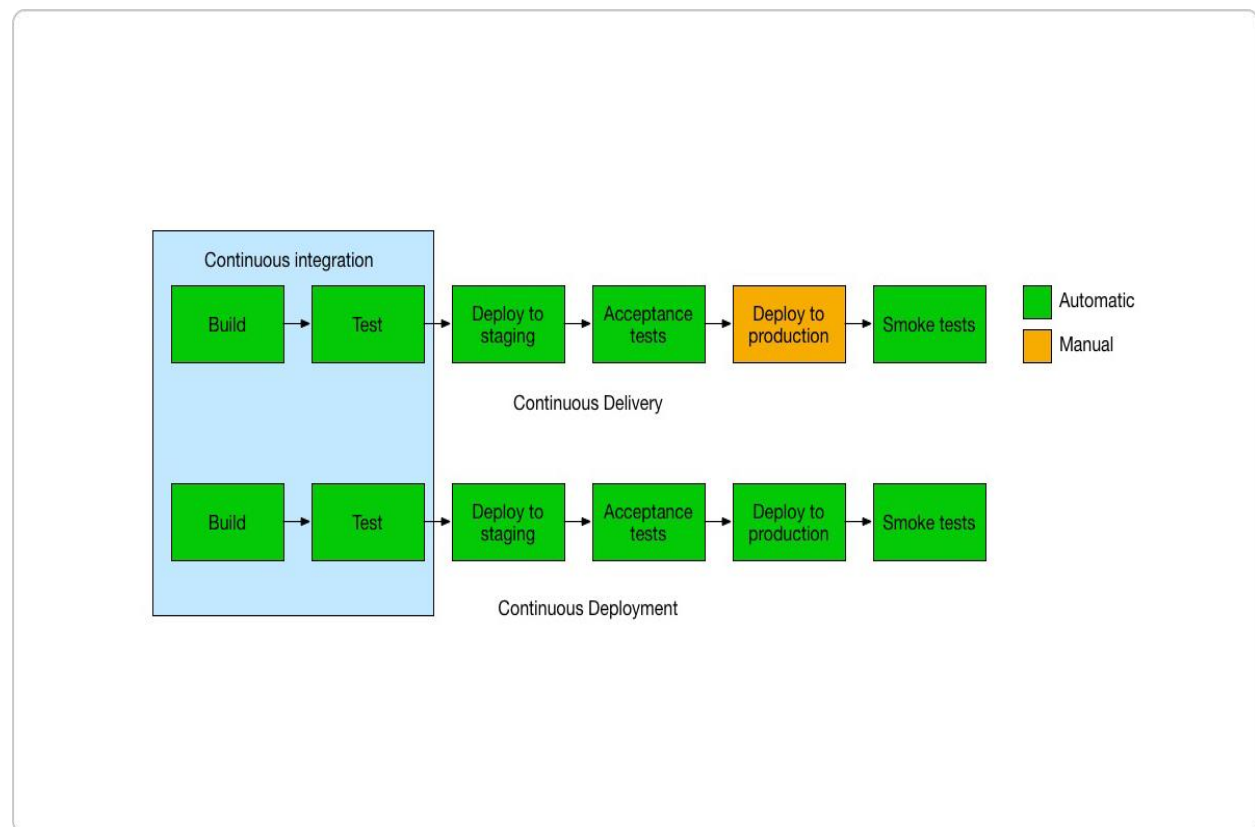 Continuous integration
Build
Test
Deploy to
staging
Acceptance
tests
Deploy to
production
Smoke tests
Automatic
Manual
Continuous Delivery
Build
Test
Deploy to
staging
Acceptance
tests
Deploy to
production
Smoke tests
Continuous Deployment